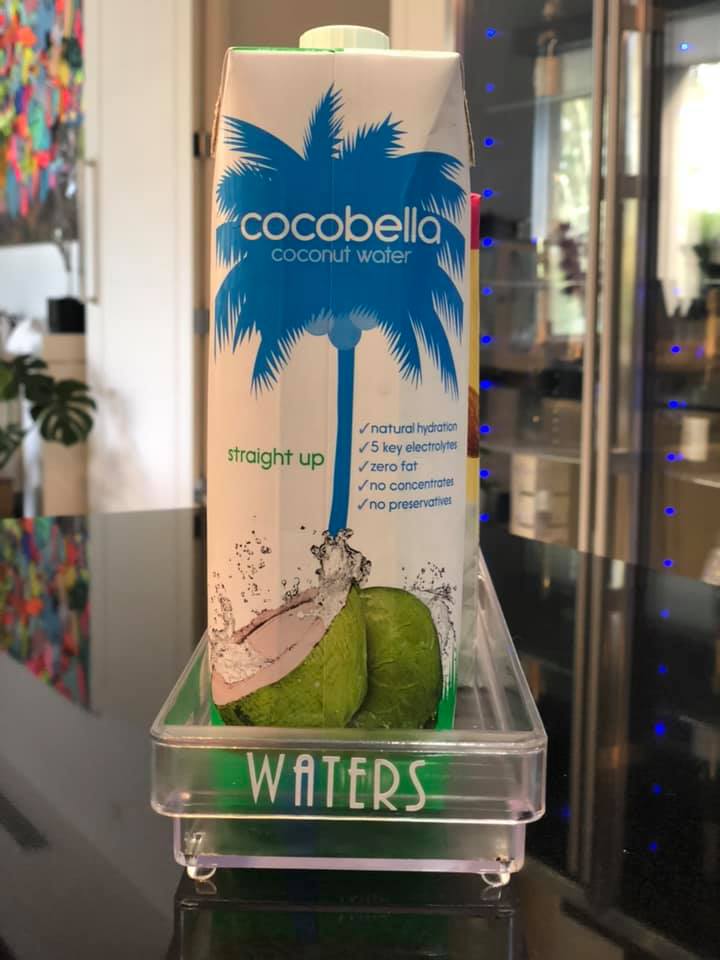 cocobella
coconut water
straight up
✓natural hydration
✓5 key electrolytes
✓zero fat
✓no concentrates
✓no preservatives
WATERS